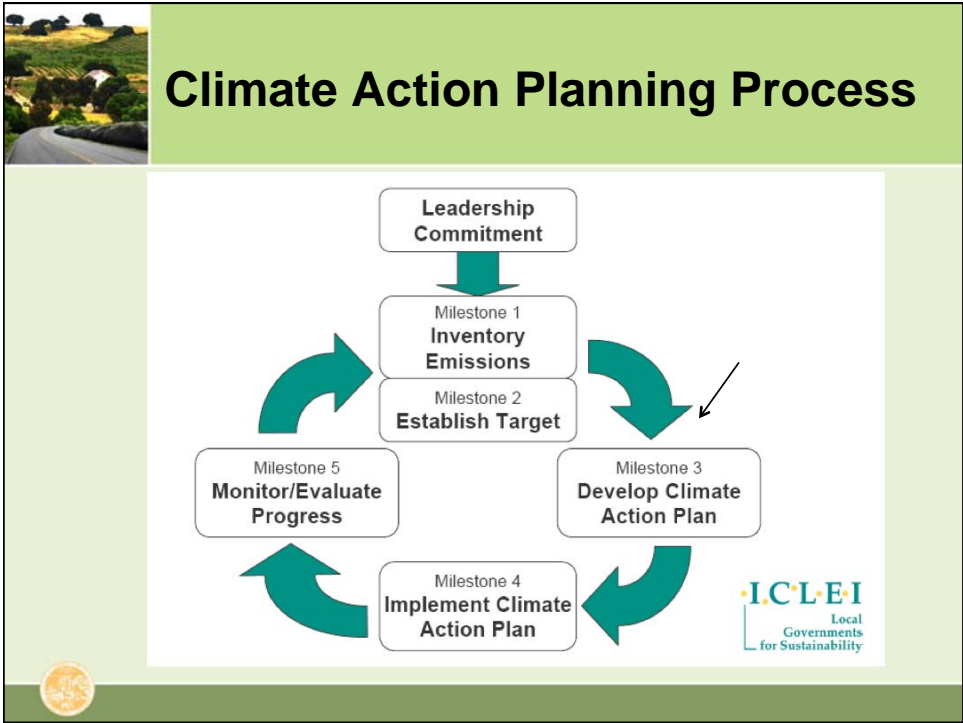 Climate Action Planning Process
Leadership
Commitment
Milestone 1
Inventory
Emissions
Milestone 2
Establish Target
Milestone 3
Develop Climate
Action Plan
Milestone 4
Implement Climate
Action Plan
Milestone 5
Monitor/Evaluate
Progress
·I·C·L·E·I
Local
Governments
for Sustainability